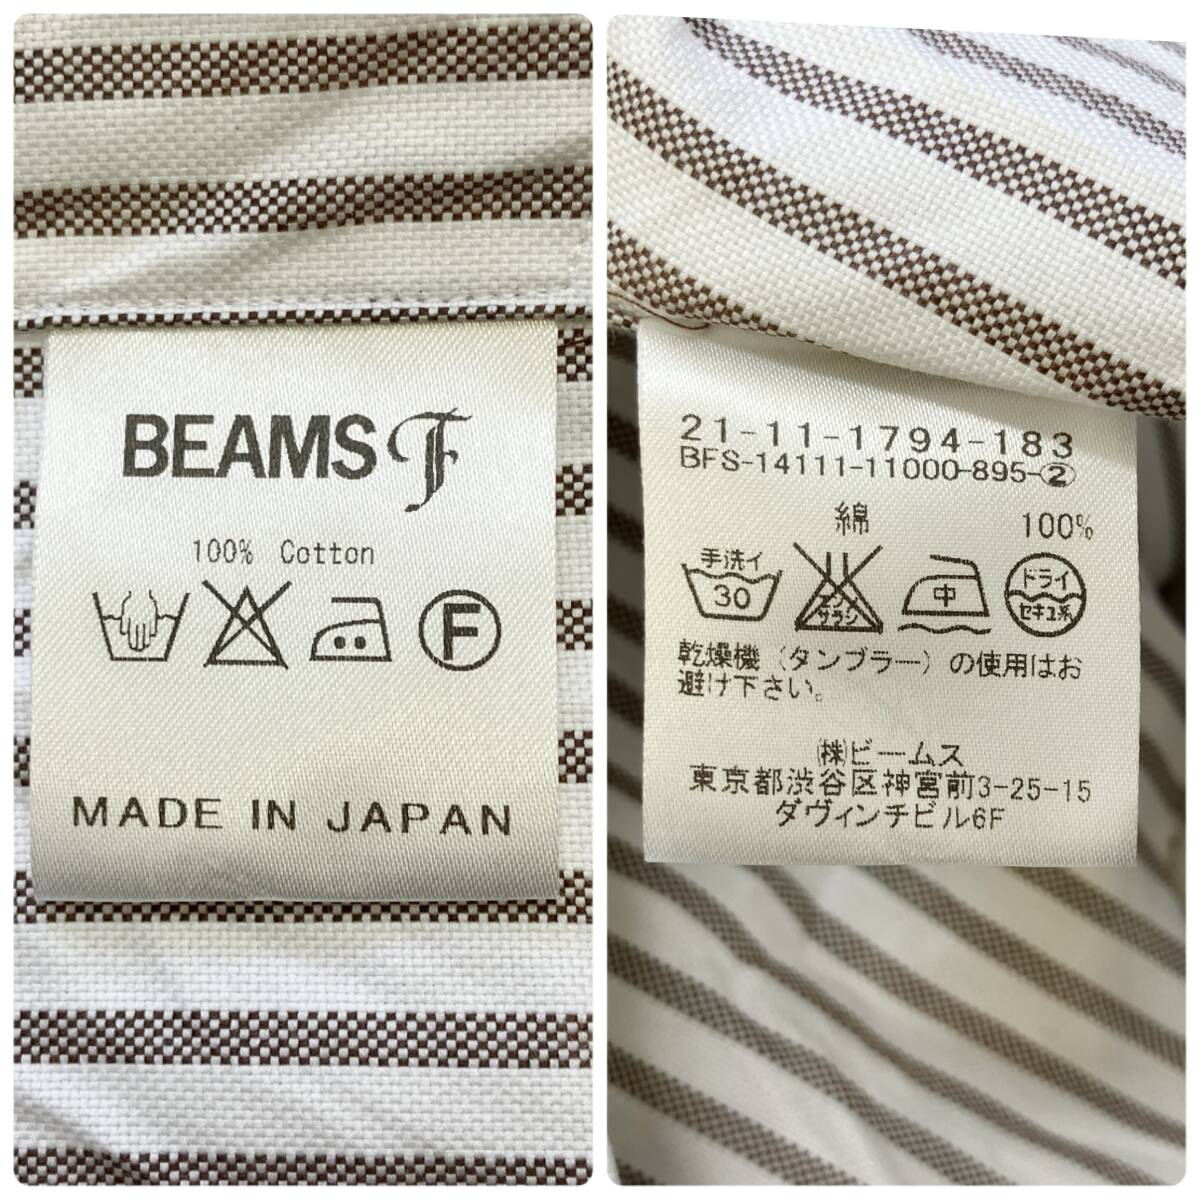 BEAMS F
100% Cotton
F
MADE IN JAPAN
21-11-1794-183
BFS-14111-11000-895-②
綿 100%
手洗イ
30
エンソ
サラシ
中
ドライ
セキユ系
乾燥機（タンブラー）の使用はお
避け下さい。
㈱ビームス
東京都渋谷区神宮前3-25-15
ダヴィンチビル6F